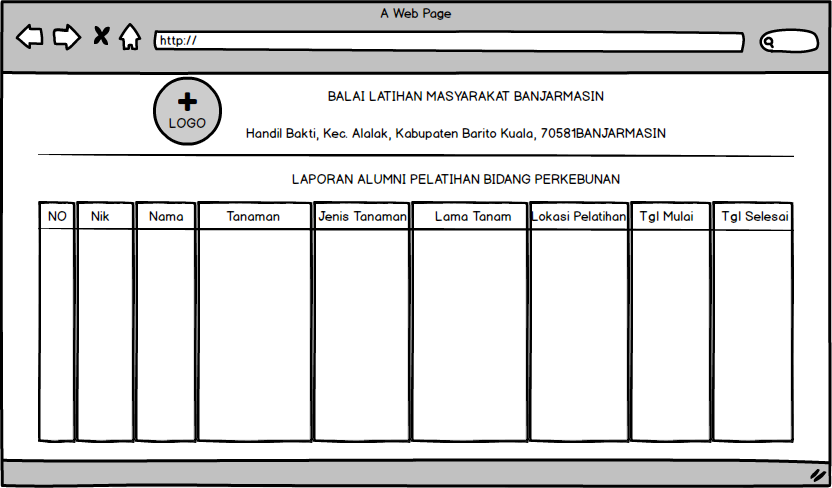 A Web Page
http://
LOGO
BALAI LATIHAN MASYARAKAT BANJARMASIN
Handil Bakti, Kec. Alalak, Kabupaten Barito Kuala, 70581BANJARMASIN
LAPORAN ALUMNI PELATIHAN BIDANG PERKEBUNAN
NO Nik Nama Tanaman Jenis Tanaman Lama Tanam Lokasi Pelatihan Tgl Mulai Tgl Selesai